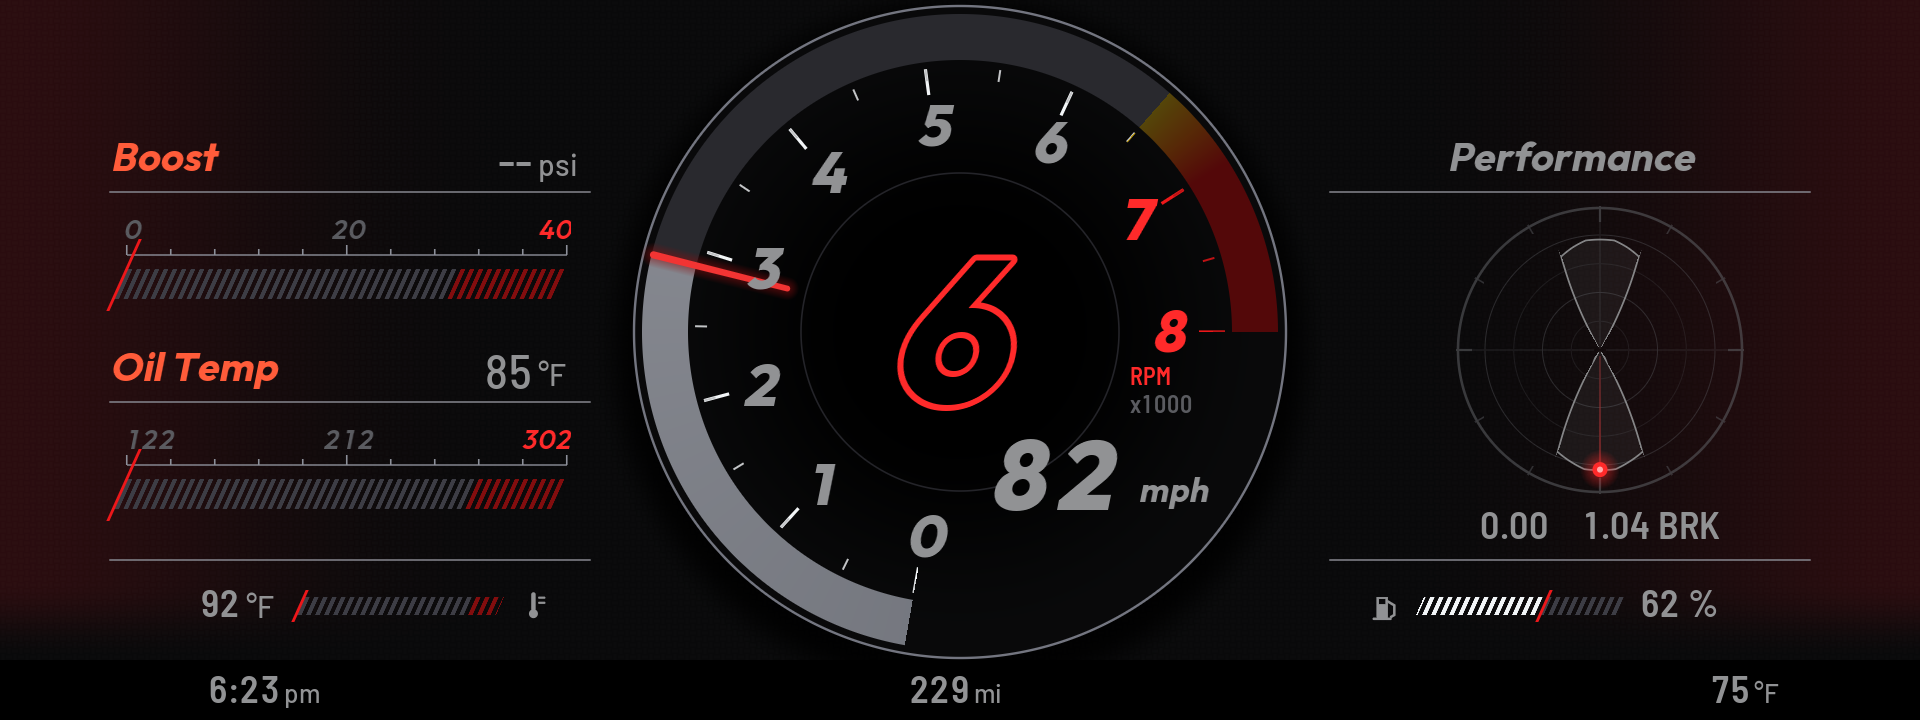 Boost -- psi
0 20 40
Oil Temp 85 °F
122 212 302
92 °F
0 1 2 3 4 5 6 7 8
RPM
x1000
6
82 mph
Performance
0.00 1.04 BRK
62 %
6:23 pm
229 mi
75 °F